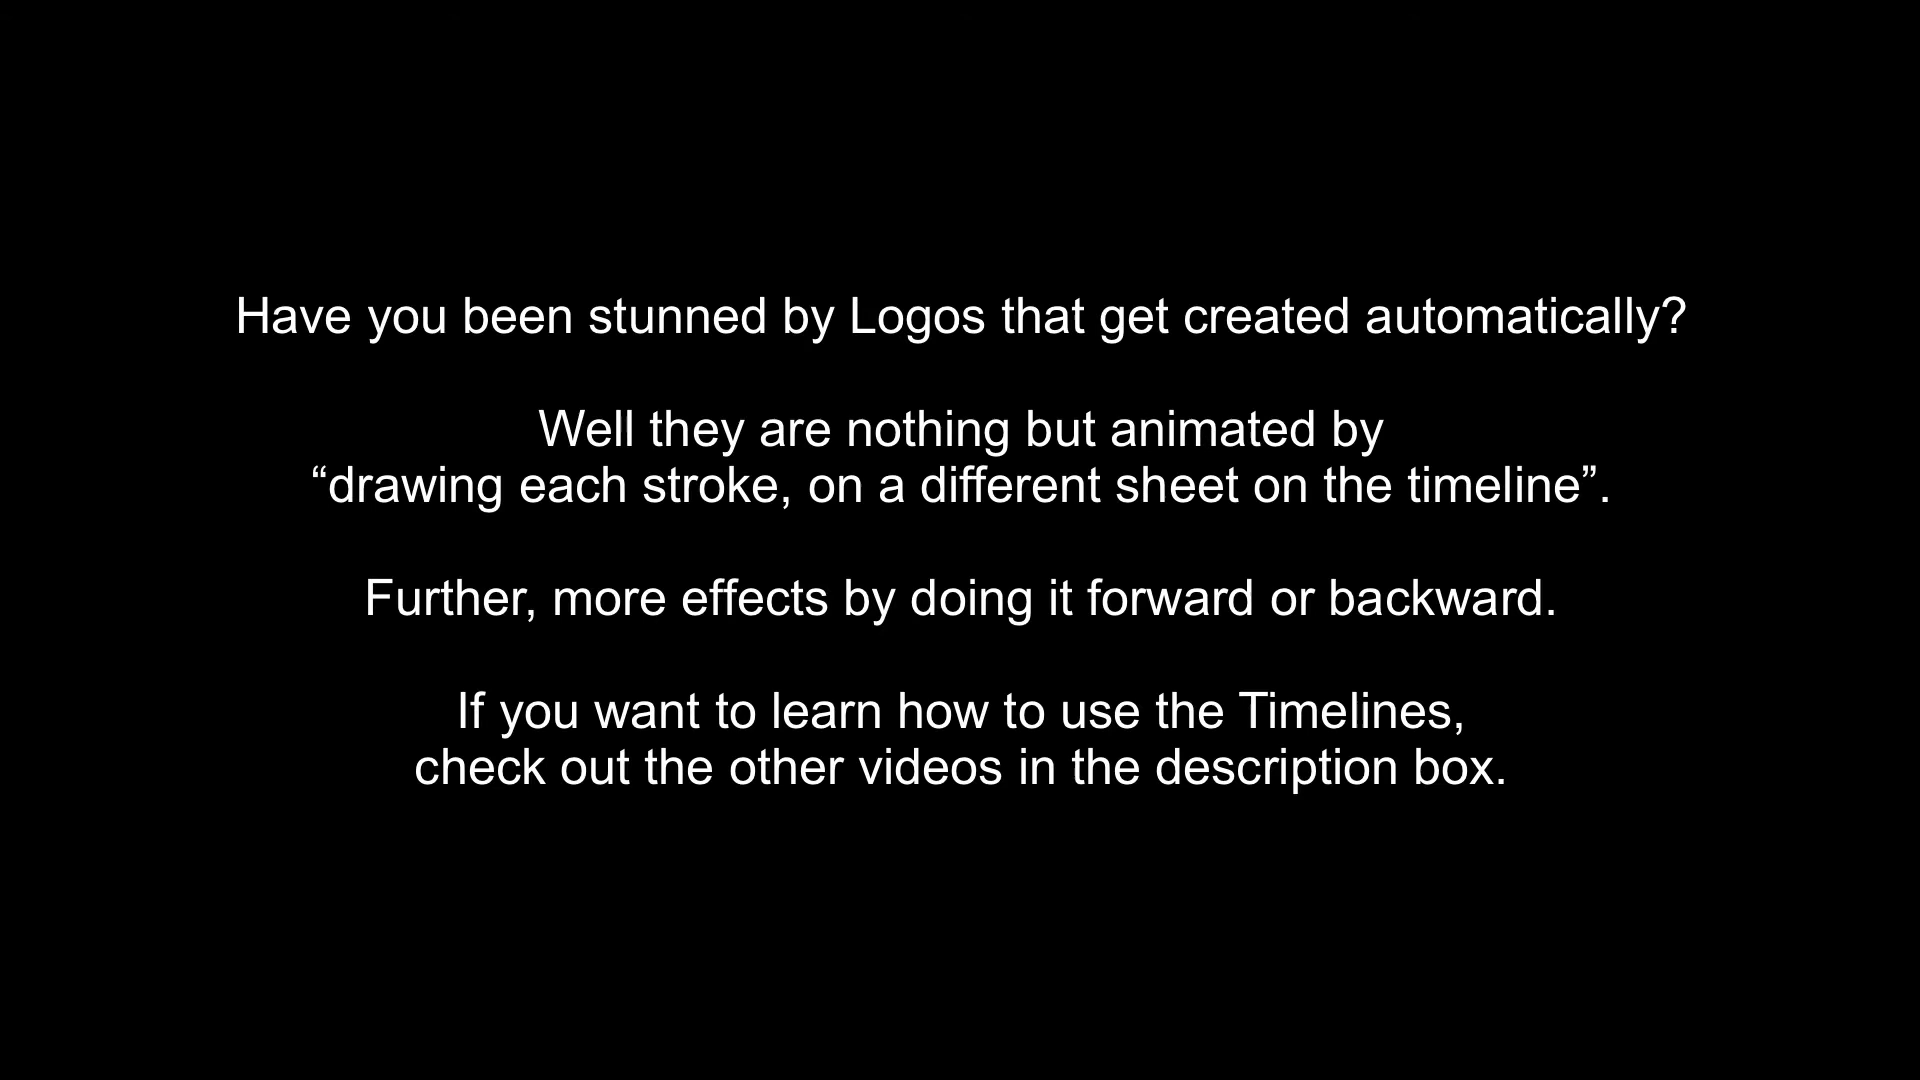 Have you been stunned by Logos that get created automatically?
Well they are nothing but animated by
“drawing each stroke, on a different sheet on the timeline”.
Further, more effects by doing it forward or backward.
If you want to learn how to use the Timelines,
check out the other videos in the description box.